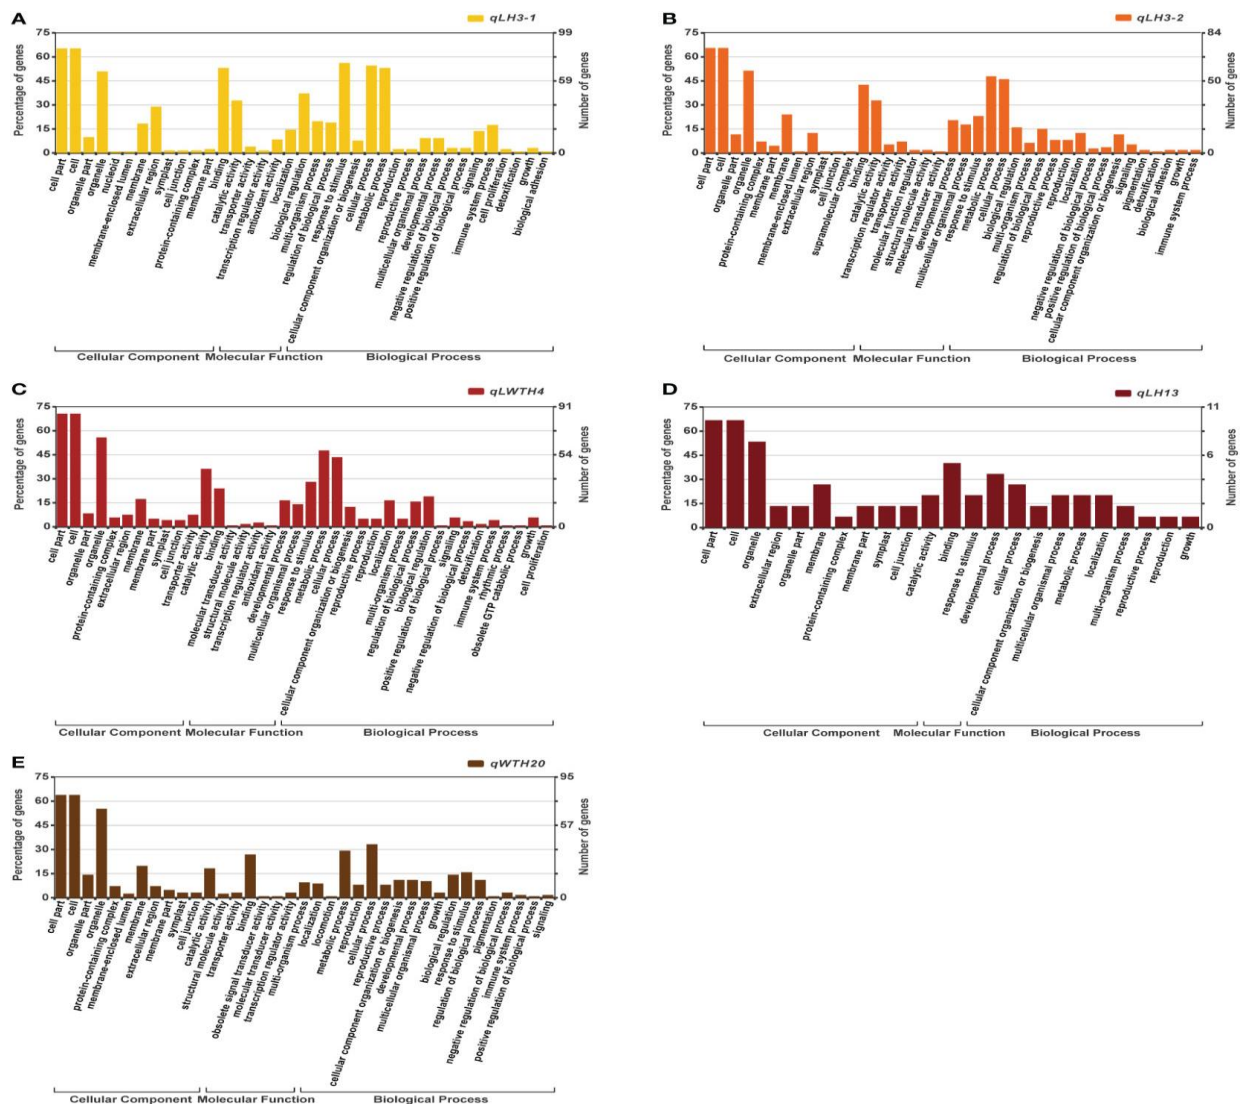 A
qLH3-1
Percentage of genes
75
60
45
30
15
0
99
59
0
Number of genes
cell part
cell
organelle part
organelle
nucleoid
membrane-enclosed lumen
membrane
extracellular region
symplast
cell junction
protein-containing complex
membrane part
binding
catalytic activity
transporter activity
transcription regulator activity
antioxidant activity
localization
biological regulation
multi-organism process
regulation of biological process
response to stimulus
cellular component organization or biogenesis
cellular process
metabolic process
reproduction
reproductive process
multicellular organismal process
developmental process
negative regulation of biological process
positive regulation of biological process
signaling
immune system process
cell proliferation
detoxification
growth
biological adhesion
Cellular Component
Molecular Function
Biological Process
B
qLH3-2
Percentage of genes
75
60
45
30
15
0
84
50
0
Number of genes
cell part
cell
organelle part
organelle
protein-containing complex
membrane part
membrane
membrane-enclosed lumen
extracellular region
symplast
cell junction
supramolecular complex
binding
catalytic activity
transcription regulator activity
transporter activity
molecular function regulator
structural molecule activity
molecular transducer activity
developmental process
multicellular organismal process
response to stimulus
metabolic process
cellular process
biological regulation
multi-organism process
regulation of biological process
reproductive process
reproduction
localization
negative regulation of biological process
positive regulation of biological process
cellular component organization or biogenesis
signaling
pigmentation
detoxification
biological adhesion
growth
immune system process
Cellular Component
Molecular Function
Biological Process
C
qLWTH4
Percentage of genes
75
60
45
30
15
0
91
54
0
Number of genes
cell part
cell
organelle part
organelle
protein-containing complex
extracellular region
membrane
membrane part
symplast
cell junction
transporter activity
catalytic activity
binding
molecular transducer activity
structural molecule activity
transcription regulator activity
antioxidant activity
developmental process
multicellular organismal process
response to stimulus
metabolic process
cellular process
cellular component organization or biogenesis
reproductive process
reproduction
localization
multi-organism process
regulation of biological process
biological regulation
positive regulation of biological process
signaling
negative regulation of biological process
detoxification
immune system process
rhythmic process
obsolete GTP catabolic process
growth
cell proliferation
Cellular Component
Molecular Function
Biological Process
D
qLH13
Percentage of genes
75
60
45
30
15
0
11
6
0
Number of genes
cell part
cell
organelle
extracellular region
organelle part
membrane
protein-containing complex
membrane part
symplast
cell junction
catalytic activity
binding
response to stimulus
developmental process
cellular process
cellular component organization or biogenesis
multicellular organismal process
metabolic process
localization
multi-organism process
reproductive process
reproduction
growth
Cellular Component
Molecular Function
Biological Process
E
qWTH20
Percentage of genes
75
60
45
30
15
0
95
57
0
Number of genes
cell part
cell
organelle part
organelle
protein-containing complex
membrane-enclosed lumen
membrane
extracellular region
membrane part
symplast
cell junction
catalytic activity
structural molecule activity
transporter activity
binding
obsolete signal transducer activity
molecular transducer activity
transcription regulator activity
multi-organism process
localization
locomotion
metabolic process
reproduction
cellular process
reproductive process
cellular component organization or biogenesis
developmental process
multicellular organismal process
growth
biological regulation
response to stimulus
regulation of biological process
pigmentation
negative regulation of biological process
immune system process
positive regulation of biological process
signaling
Cellular Component
Molecular Function
Biological Process